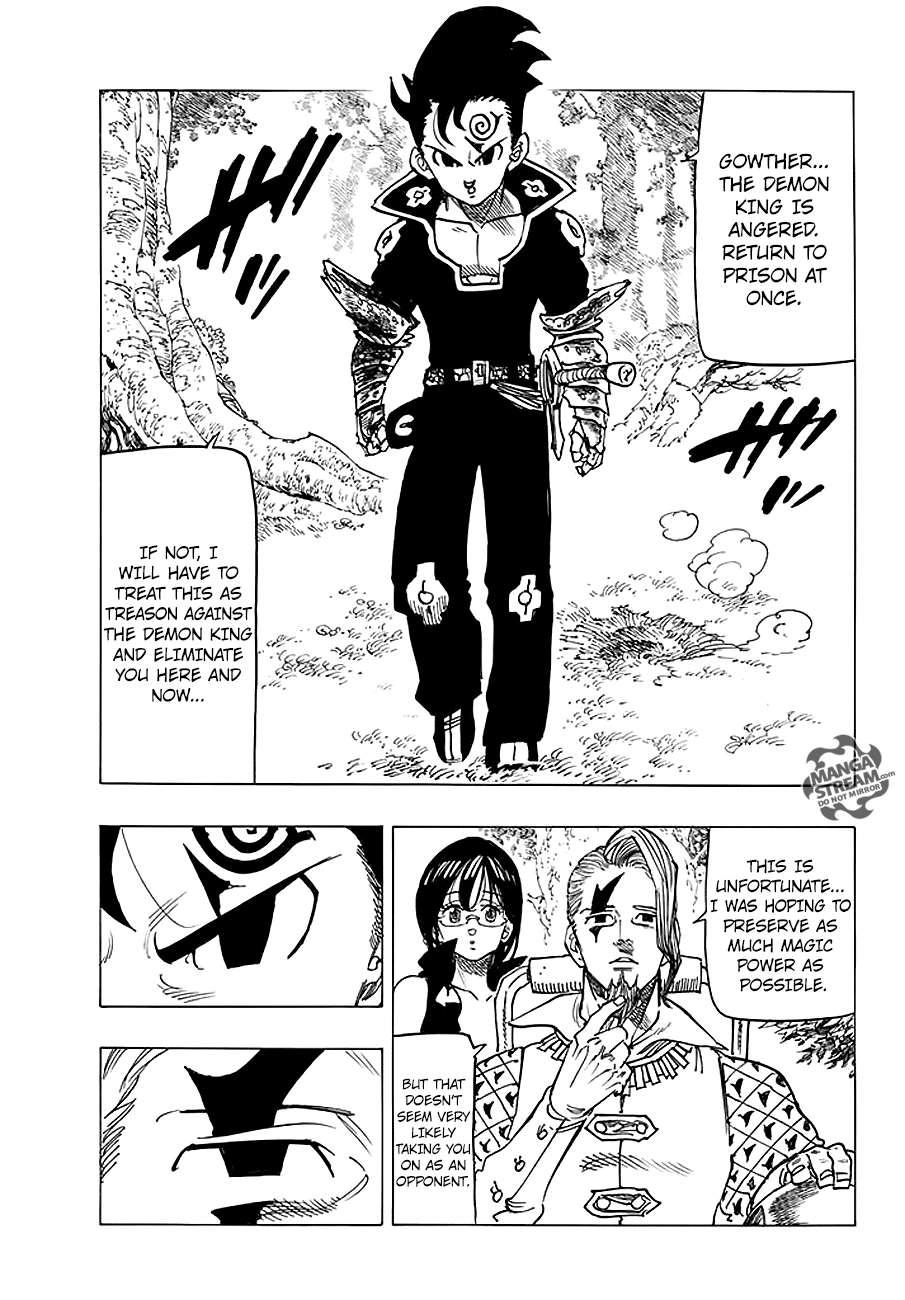 GOWTHER...
THE DEMON
KING IS
ANGERED.
RETURN TO
PRISON AT
ONCE.
IF NOT, I
WILL HAVE TO
TREAT THIS AS
TREASON AGAINST
THE DEMON KING
AND ELIMINATE
YOU HERE AND
NOW...
MANGA
STREAM.com
DO NOT MIRROR
THIS IS
UNFORTUNATE...
I WAS HOPING TO
PRESERVE AS
MUCH MAGIC
POWER AS
POSSIBLE.
BUT THAT
DOESN'T
SEEM VERY
LIKELY
TAKING YOU
ON AS AN
OPPONENT.